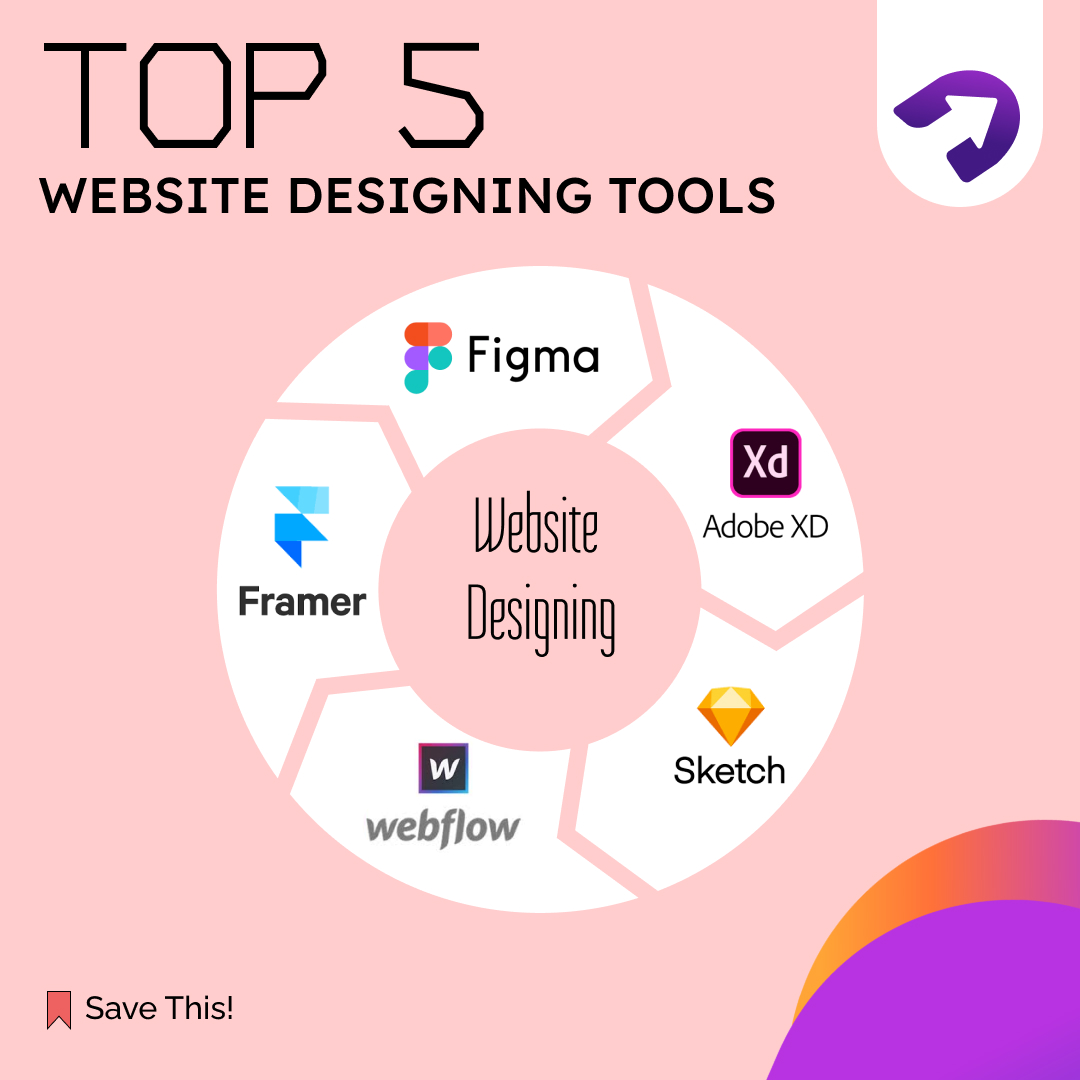 TOP 5
WEBSITE DESIGNING TOOLS
Figma
Xd
Adobe XD
Sketch
W
webflow
Framer
Website
Designing
Save This!